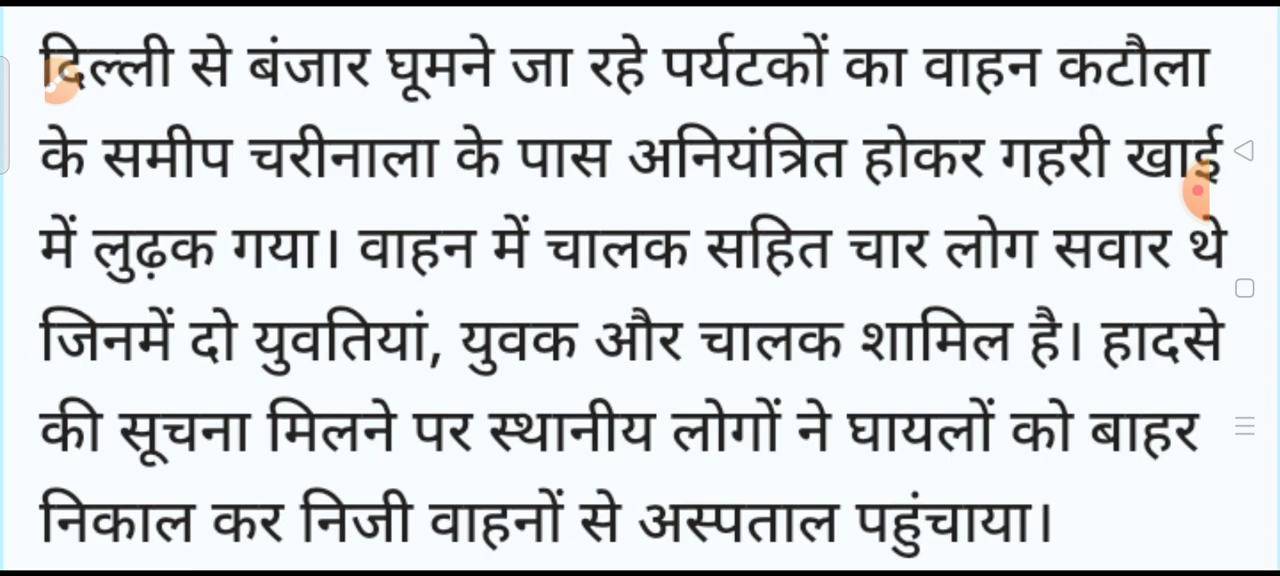 दिल्ली से बंजार घूमने जा रहे पर्यटकों का वाहन कटौला
के समीप चरीनाला के पास अनियंत्रित होकर गहरी खाई
में लुढ़क गया। वाहन में चालक सहित चार लोग सवार थे
जिनमें दो युवतियां, युवक और चालक शामिल है। हादसे
की सूचना मिलने पर स्थानीय लोगों ने घायलों को बाहर
निकाल कर निजी वाहनों से अस्पताल पहुंचाया।